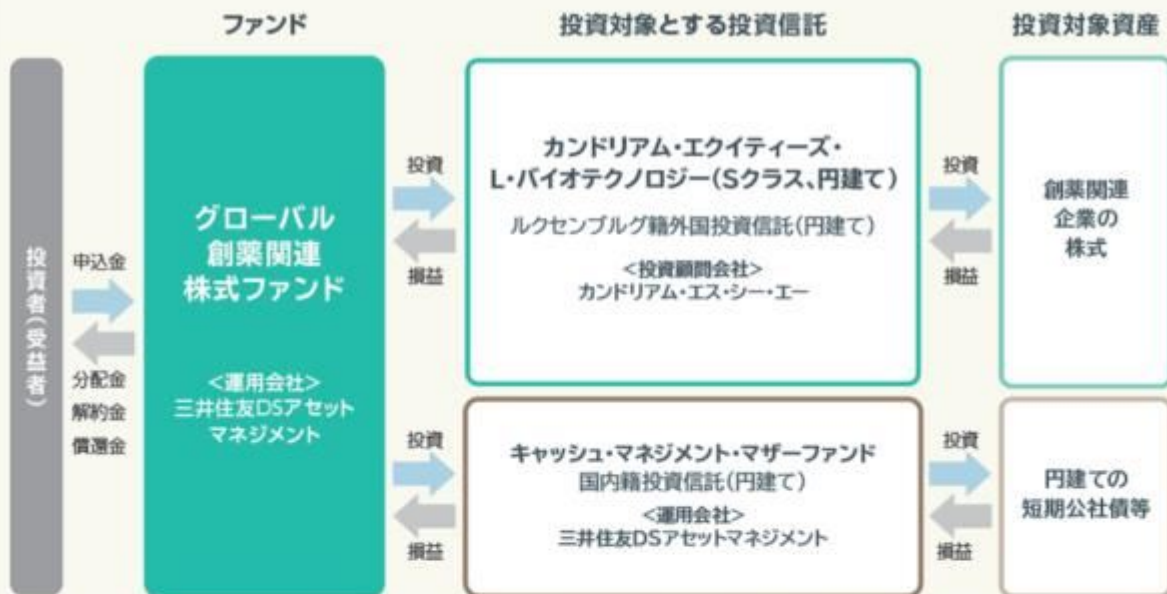 ファンド
投資対象とする投資信託
投資対象資産
投資者(受益者)
申込金
分配金
解約金
償還金
グローバル
創薬関連
株式ファンド
<運用会社>
三井住友DSアセット
マネジメント
投資
損益
カンドリアム・エクイティーズ・
L・バイオテクノロジー(Sクラス、円建て)
ルクセンブルグ籍外国投資信託(円建て)
<投資顧問会社>
カンドリアム・エス・シー・エー
投資
損益
創薬関連
企業の
株式
投資
損益
キャッシュ・マネジメント・マザーファンド
国内籍投資信託(円建て)
<運用会社>
三井住友DSアセットマネジメント
投資
損益
円建ての
短期公社債等